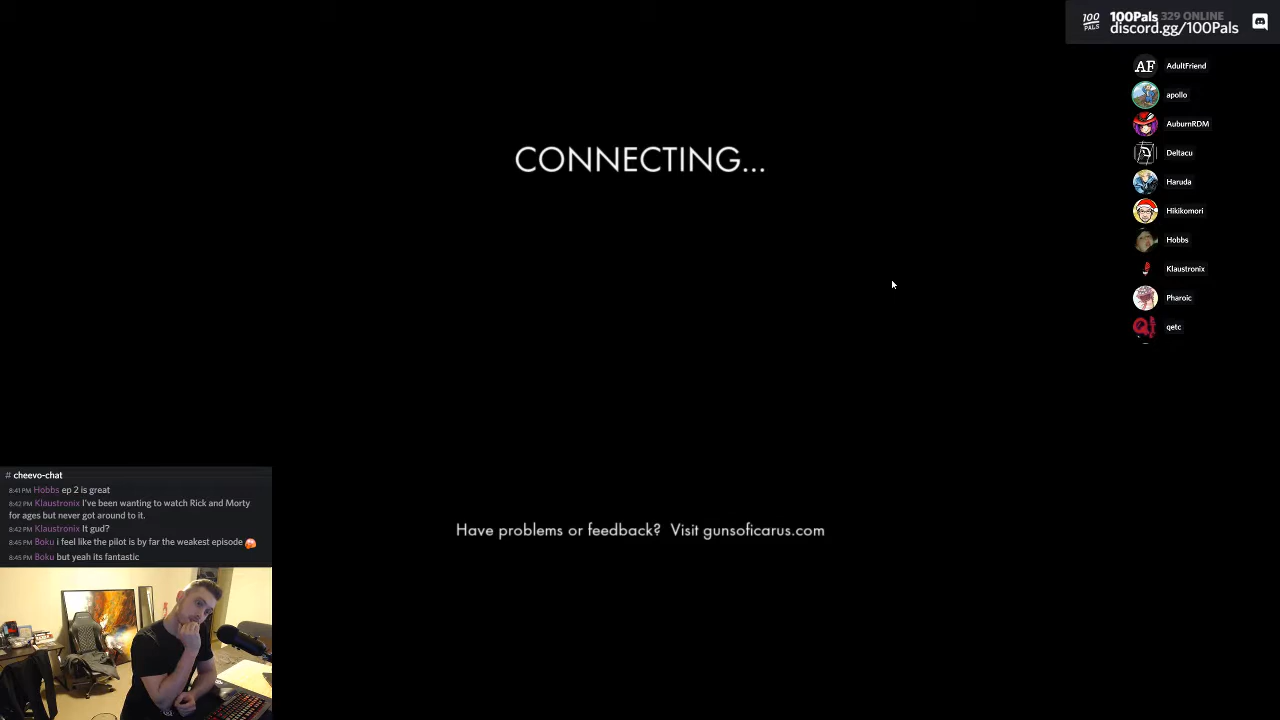 100
PALS
100Pals 329 ONLINE
discord.gg/100Pals
AF AdultFriend
apollo
AuburnRDM
Deltacu
Haruda
Hikikomori
Hobbs
Klaustronix
Pharoic
qetc
CONNECTING...
Have problems or feedback? Visit gunsoficarus.com
# cheevo-chat
8:41 PM Hobbs ep 2 is great
8:42 PM Klaustronix I've been wanting to watch Rick and Morty
for ages but never got around to it.
8:42 PM Klaustronix It gud?
8:45 PM Boku i feel like the pilot is by far the weakest episode
8:45 PM Boku but yeah its fantastic